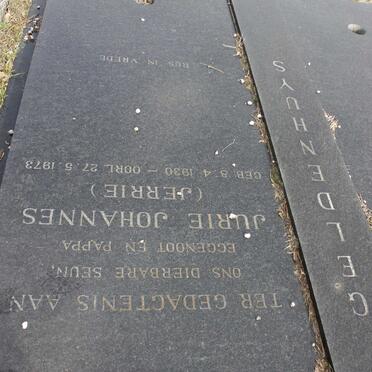 GELDENHUYS
TER GEDAGTENIS AAN
ONS DIERBARE SEUN,
EGGENOOT EN PAPPA
JURIE JOHANNES
(JERRIE)
GEB. 8.4.1930 — OORL. 27.5.1973
RUS IN VREDE